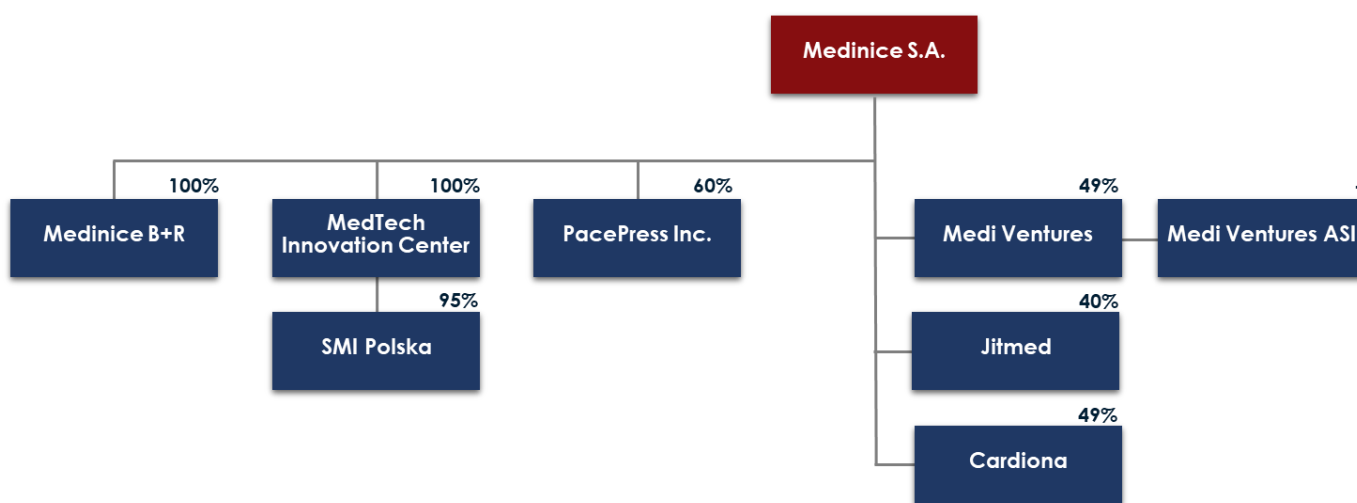 Medinice S.A.
100%
100%
60%
49%
Medinice B+R
MedTech
Innovation Center
PacePress Inc.
Medi Ventures
Medi Ventures ASI
95%
40%
SMI Polska
Jitmed
49%
Cardiona